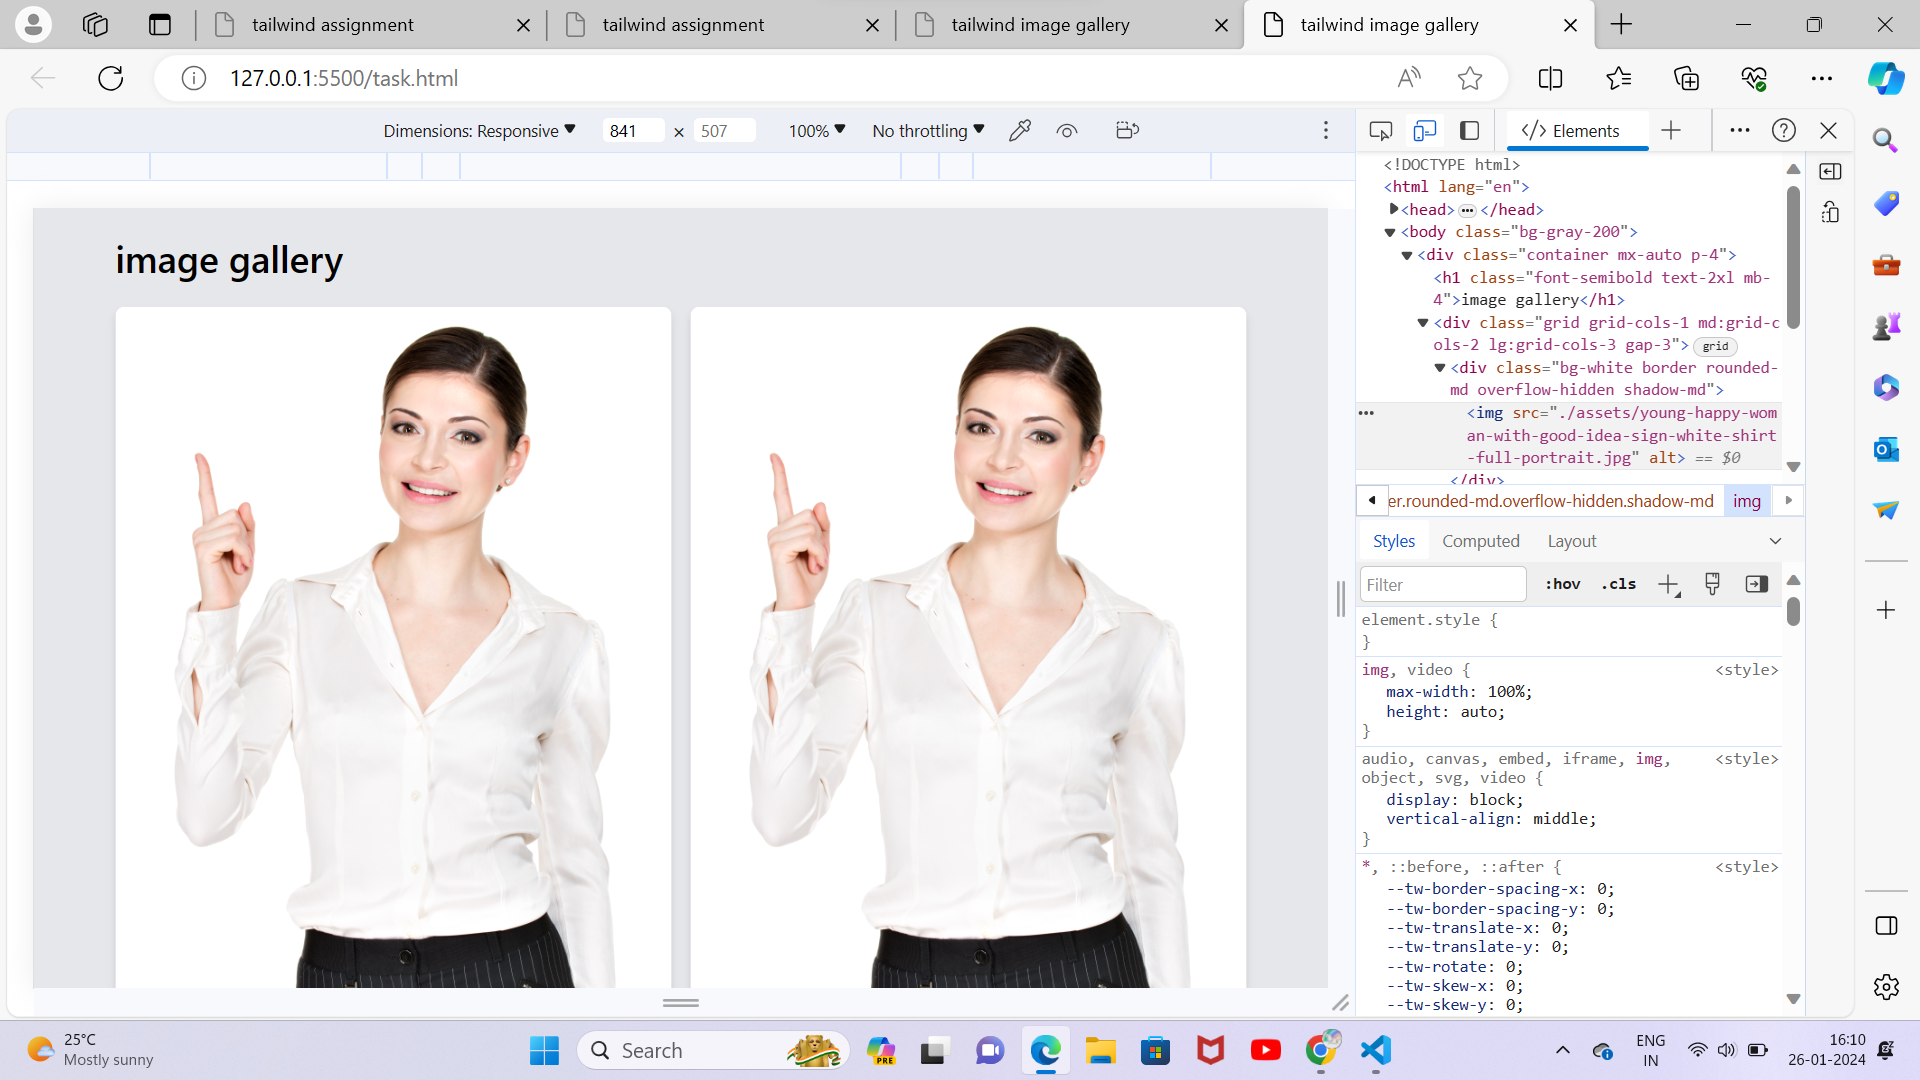 tailwind assignment
tailwind assignment
tailwind image gallery
tailwind image gallery
127.0.0.1:5500/task.html
Dimensions: Responsive
841 × 507
100%
No throttling
Elements
image gallery
<!DOCTYPE html>
<html lang="en">
<head> ••• </head>
<body class="bg-gray-200">
<div class="container mx-auto p-4">
<h1 class="font-semibold text-2xl mb-
4">image gallery</h1>
<div class="grid grid-cols-1 md:grid-c
ols-2 lg:grid-cols-3 gap-3"> grid
<div class="bg-white border rounded-
md overflow-hidden shadow-md">
<img src="./assets/young-happy-wom
an-with-good-idea-sign-white-shirt
-full-portrait.jpg" alt> == $0
</div>
er.rounded-md.overflow-hidden.shadow-md img
Styles Computed Layout
Filter
:hov .cls
element.style {
}
img, video { <style>
max-width: 100%;
height: auto;
}
audio, canvas, embed, iframe, img, <style>
object, svg, video {
display: block;
vertical-align: middle;
}
*, ::before, ::after { <style>
--tw-border-spacing-x: 0;
--tw-border-spacing-y: 0;
--tw-translate-x: 0;
--tw-translate-y: 0;
--tw-rotate: 0;
--tw-skew-x: 0;
--tw-skew-y: 0;
25°C
Mostly sunny
Search
PRE
ENG
IN
16:10
26-01-2024